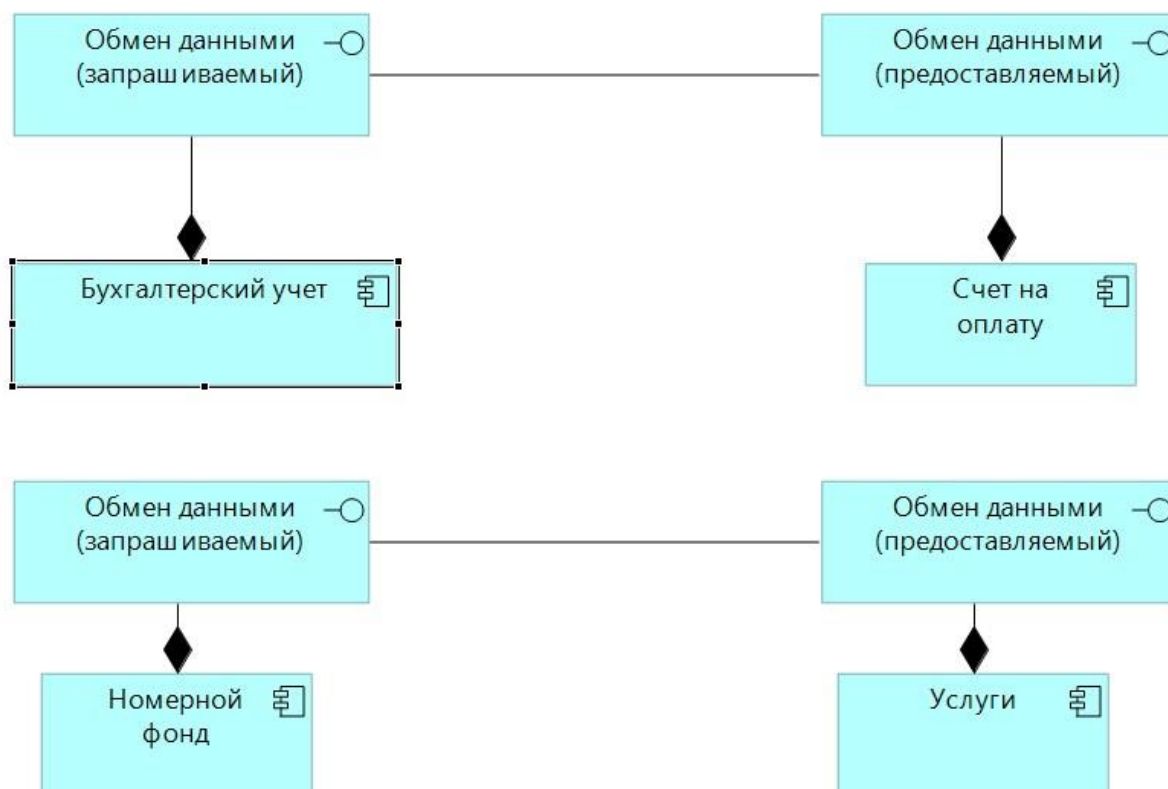 Обмен данными
(запрашиваемый)
Обмен данными
(предоставляемый)
Бухгалтерский учет
Счет на
оплату
Обмен данными
(запрашиваемый)
Обмен данными
(предоставляемый)
Номерной
фонд
Услуги